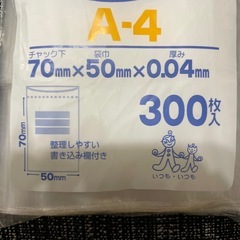 A-4
チャック下 袋巾 厚み
70mm×50mm×0.04mm
300枚入
70mm
50mm
整理しやすい
書き込み欄付き
いつも・いつも